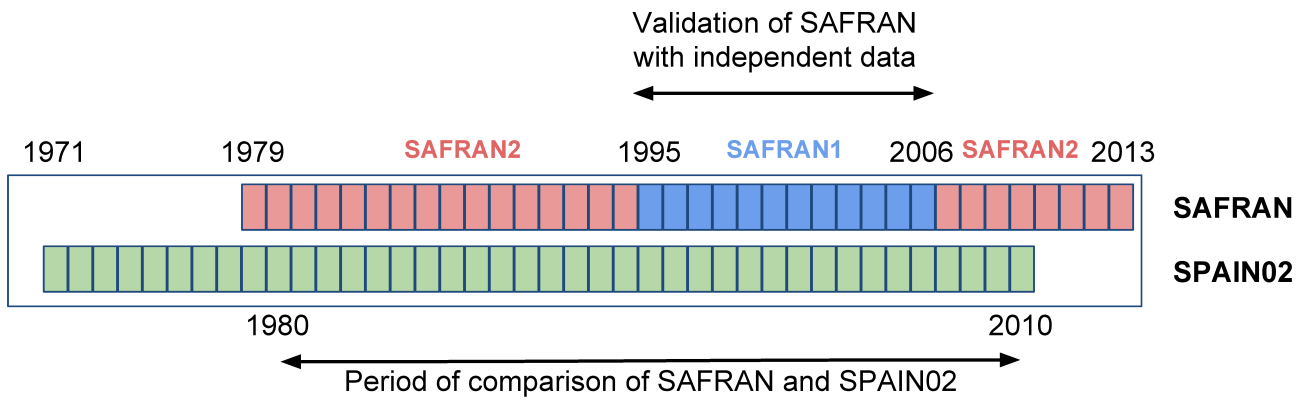 Validation of SAFRAN
with independent data
1971 1979 SAFRAN2 1995 SAFRAN1 2006 SAFRAN2 2013
SAFRAN
SPAIN02
1980 2010
Period of comparison of SAFRAN and SPAIN02